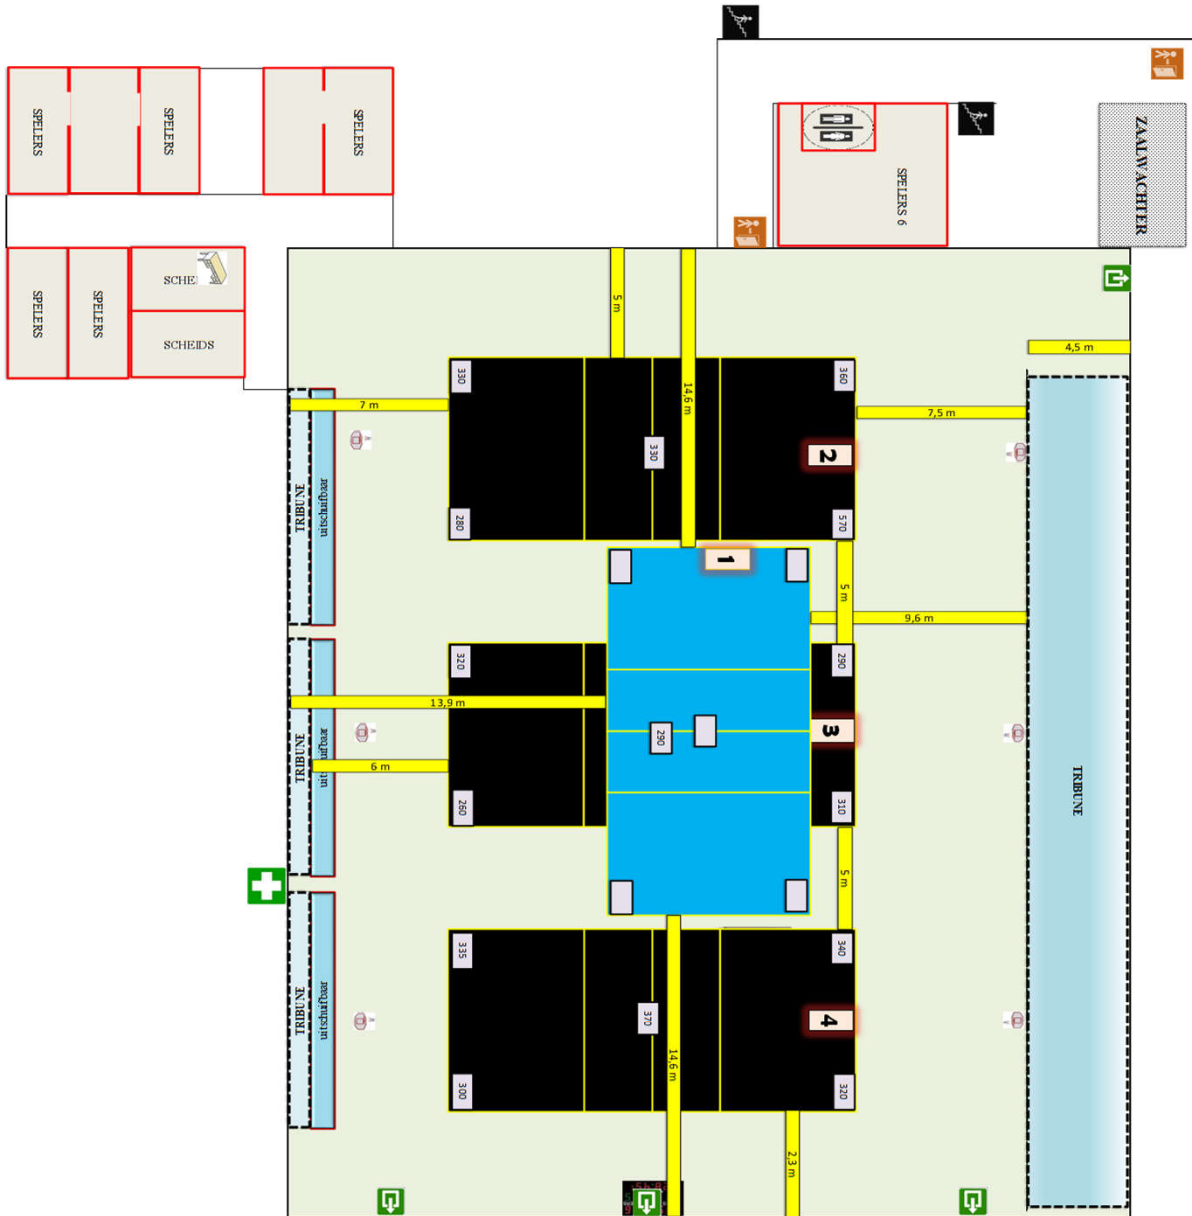 SPELERS
SPELERS
SPELERS
ZAALWACHTER
SPELERS 6
SPELERS
SPELERS
SCHEIDS
5 m
14,6 m
4,5 m
330
360
7 m
7,5 m
2
330
280
570
TRIBUNE
uitschuifbaar
1
5 m
9,6 m
320
290
13,9 m
3
290
6 m
TRIBUNE
260
310
TRIBUNE
5 m
335
340
TRIBUNE
uitschuifbaar
370
4
14,6 m
300
320
2,3 m